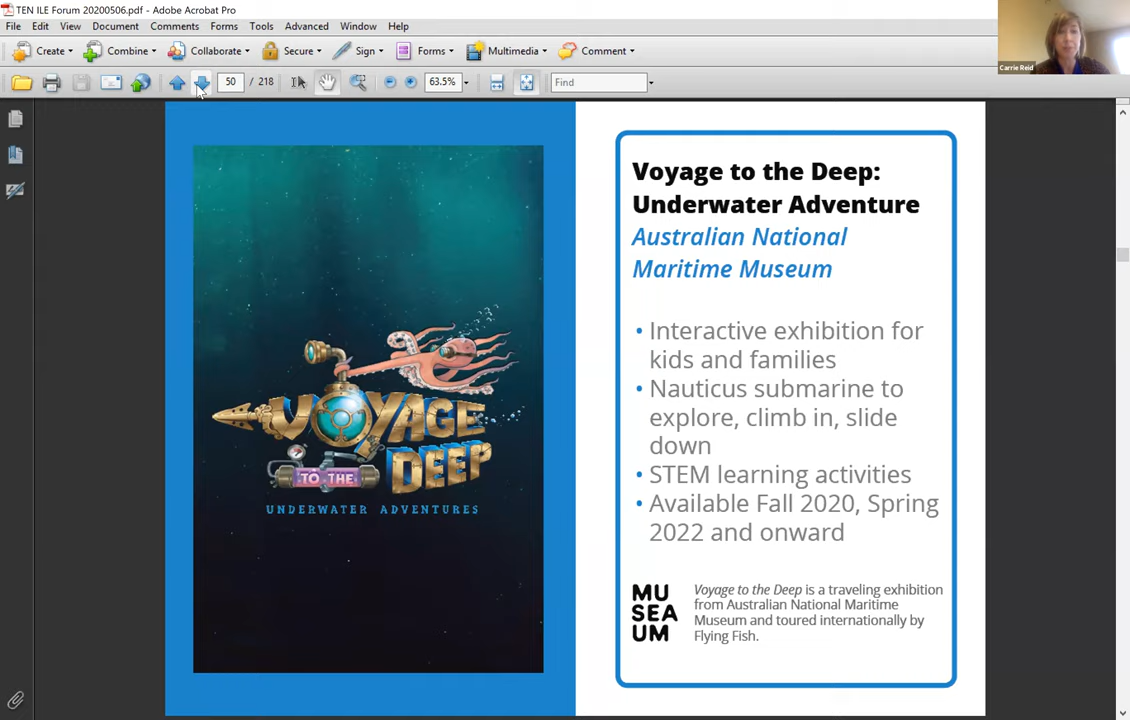 TEN ILE Forum 20200506.pdf - Adobe Acrobat Pro
File Edit View Document Comments Forms Tools Advanced Window Help
Create Combine Collaborate Secure Sign Forms Multimedia Comment
50 / 218 63.5% Find
Carrie Reid
VOYAGE
TO THE DEEP
UNDERWATER ADVENTURES
Voyage to the Deep:
Underwater Adventure
Australian National
Maritime Museum
• Interactive exhibition for
kids and families
• Nauticus submarine to
explore, climb in, slide
down
• STEM learning activities
• Available Fall 2020, Spring
2022 and onward
MU
SEA
UM
Voyage to the Deep is a traveling exhibition
from Australian National Maritime
Museum and toured internationally by
Flying Fish.